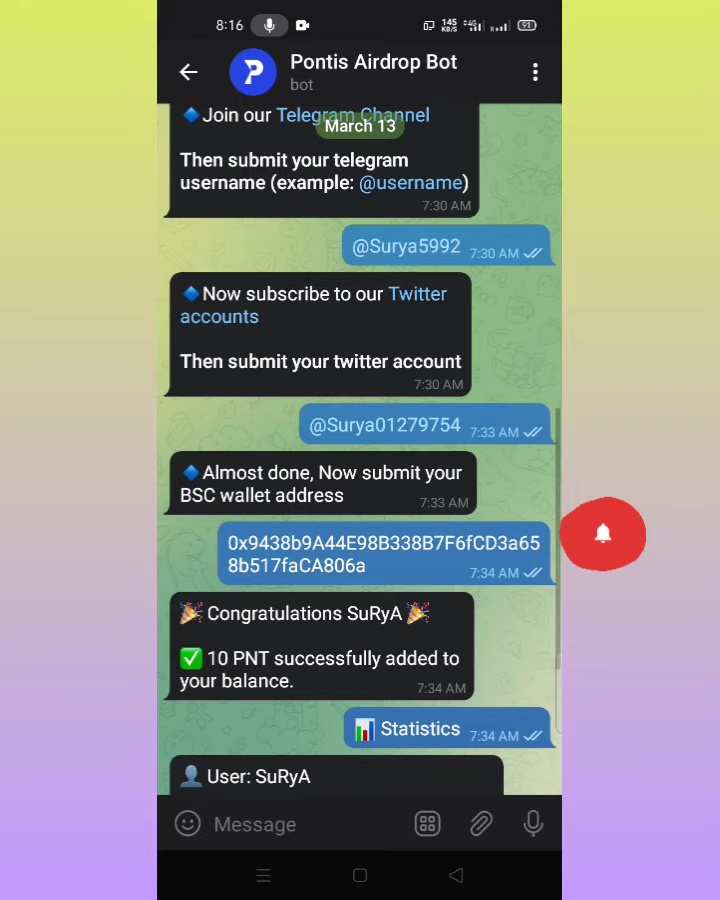 8:16
145
KB/S
4G
91
Pontis Airdrop Bot
bot
🔷Join our Telegram Channel
March 13
Then submit your telegram
username (example: @username)
7:30 AM
@Surya5992
7:30 AM
🔷Now subscribe to our Twitter
accounts
Then submit your twitter account
7:30 AM
@Surya01279754
7:33 AM
🔷Almost done, Now submit your
BSC wallet address
7:33 AM
0x9438b9A44E98B338B7F6fCD3a65
8b517faCA806a
7:34 AM
🎉 Congratulations SuRyA 🎉
✅ 10 PNT successfully added to
your balance.
7:34 AM
📊 Statistics
7:34 AM
👤 User: SuRyA
Message